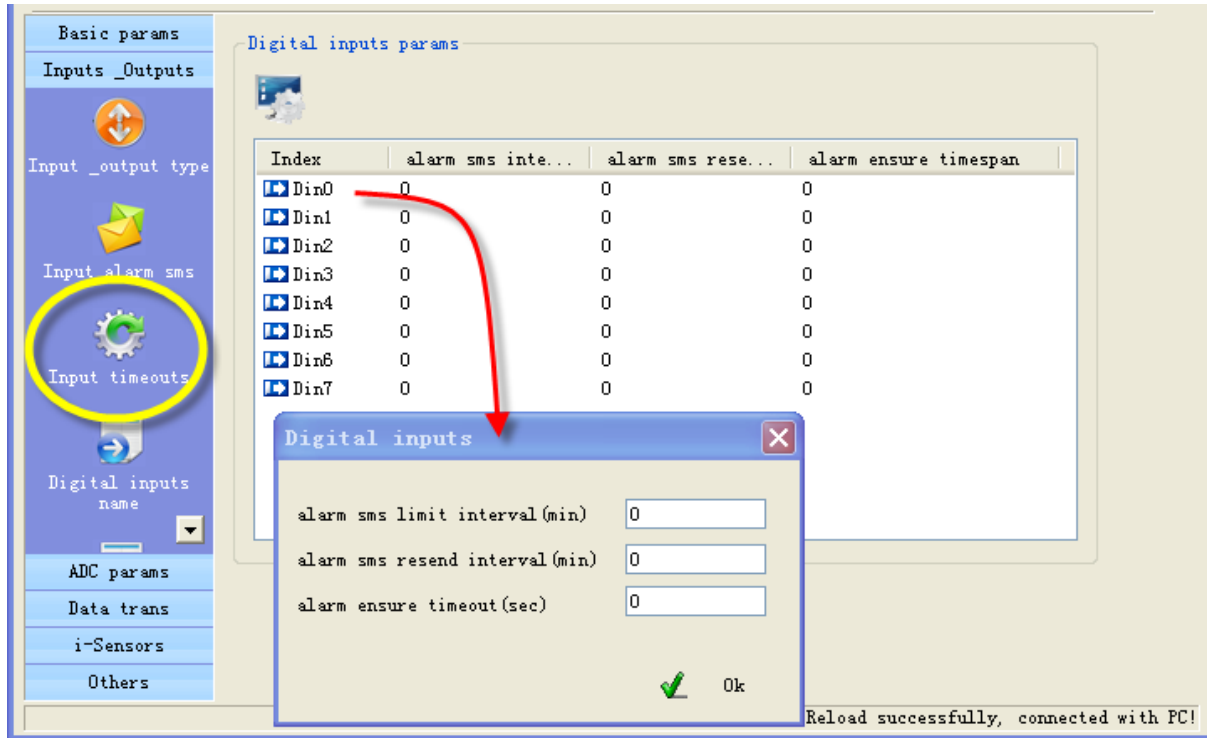 Basic params
Inputs _Outputs
Input _output type
Input alarm sms
Input timeouts
Digital inputs
name
ADC params
Data trans
i-Sensors
Others
Digital inputs params
Index alarm sms inte... alarm sms rese... alarm ensure timespan
Din0 0 0 0
Din1 0 0 0
Din2 0 0 0
Din3 0 0 0
Din4 0 0 0
Din5 0 0 0
Din6 0 0 0
Din7 0 0 0
Digital inputs
alarm sms limit interval(min) 0
alarm sms resend interval(min) 0
alarm ensure timeout(sec) 0
Ok
Reload successfully, connected with PC!